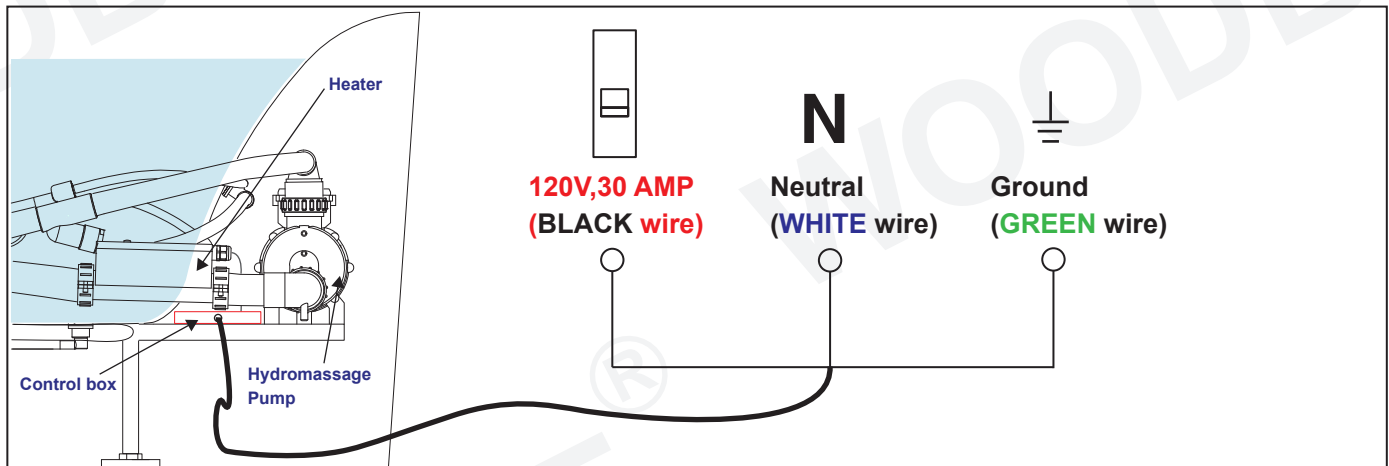 Heater
Control box
Hydromassage
Pump
120V,30 AMP
(BLACK wire)
N
Neutral
(WHITE wire)
Ground
(GREEN wire)
WOODE
®